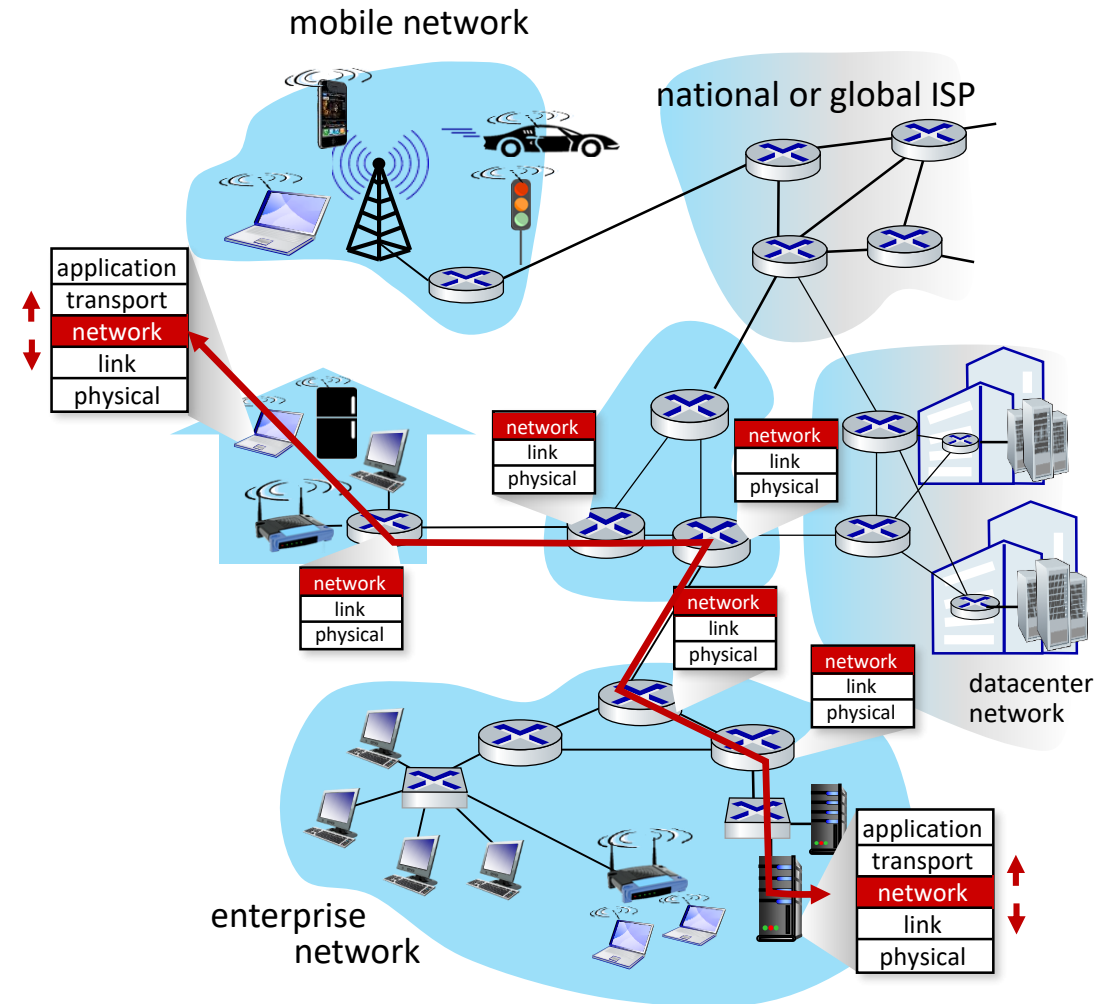 mobile network
national or global ISP
application
transport
network
link
physical
network
link
physical
network
link
physical
network
link
physical
network
link
physical
network
link
physical
datacenter
network
application
transport
network
link
physical
enterprise
network